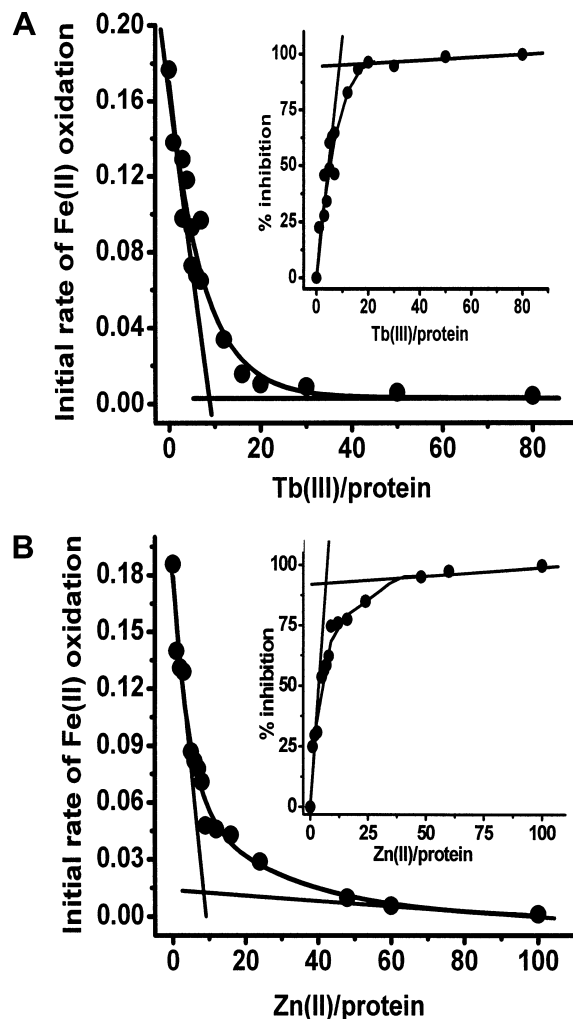 A
Initial rate of Fe(II) oxidation
0.20
0.16
0.12
0.08
0.04
0.00
0 20 40 60 80
Tb(III)/protein
% inhibition
100
75
50
25
0
0 20 40 60 80
Tb(III)/protein
B
Initial rate of Fe(II) oxidation
0.18
0.15
0.12
0.09
0.06
0.03
0.00
0 20 40 60 80 100
Zn(II)/protein
% inhibition
100
75
50
25
0
0 25 50 75 100
Zn(II)/protein